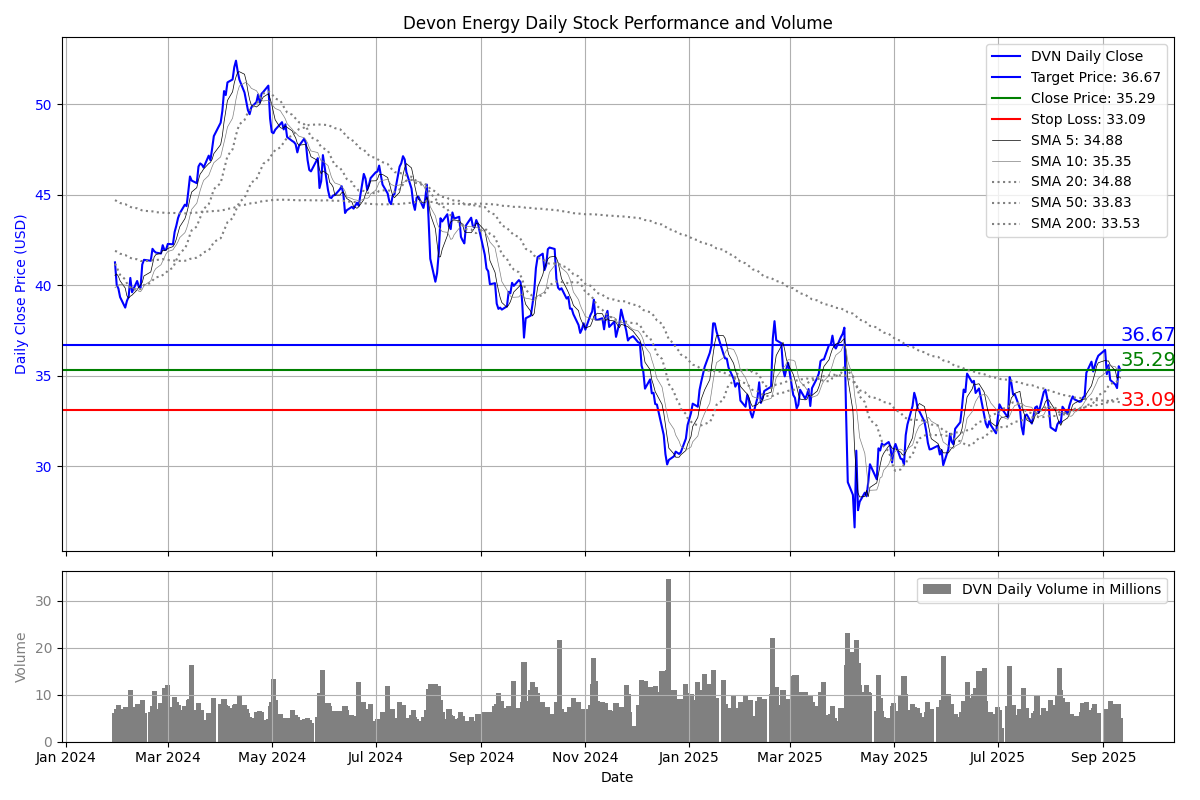 Devon Energy Daily Stock Performance and Volume
Daily Close Price (USD)
50
45
40
35
30
DVN Daily Close
Target Price: 36.67
Close Price: 35.29
Stop Loss: 33.09
SMA 5: 34.88
SMA 10: 35.35
SMA 20: 34.88
SMA 50: 33.83
SMA 200: 33.53
36.67
35.29
33.09
Volume
30
20
10
0
DVN Daily Volume in Millions
Jan 2024 Mar 2024 May 2024 Jul 2024 Sep 2024 Nov 2024 Jan 2025 Mar 2025 May 2025 Jul 2025 Sep 2025
Date